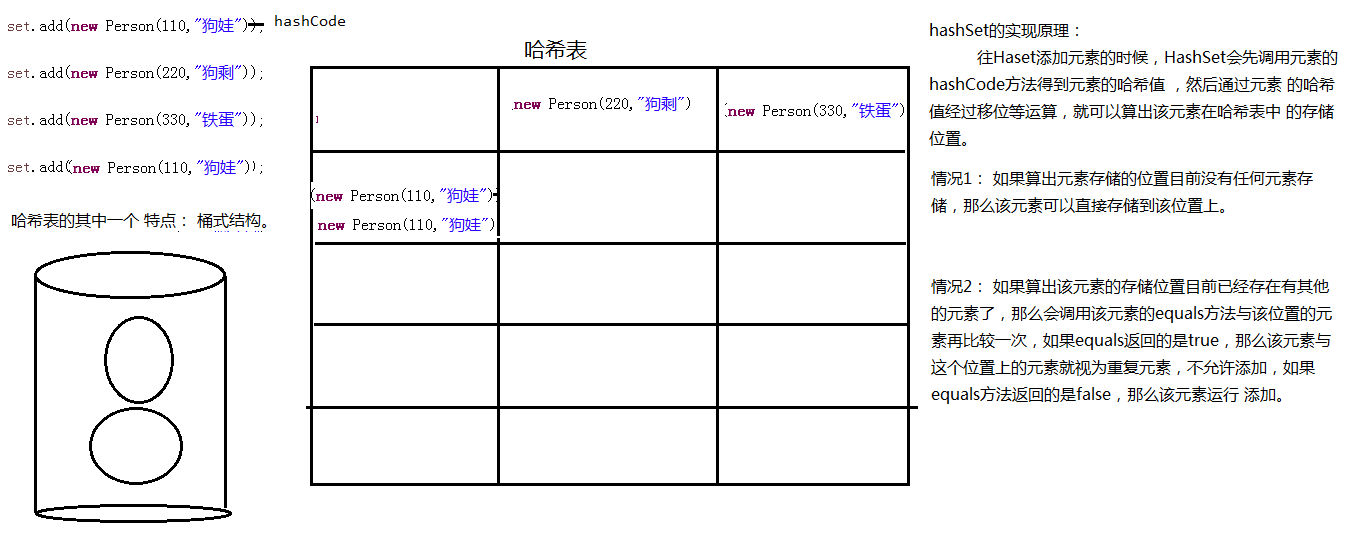 set.add(new Person(110,"狗娃"));
hashCode
set.add(new Person(220,"狗剩"));
set.add(new Person(330,"铁蛋"));
set.add(new Person(110,"狗娃"));
哈希表的其中一个 特点： 桶式结构。
哈希表
new Person(220,"狗剩")
(new Person(330,"铁蛋")
(new Person(110,"狗娃")
new Person(110,"狗娃")
hashSet的实现原理：
往Haset添加元素的时候，HashSet会先调用元素的
hashCode方法得到元素的哈希值 ，然后通过元素 的哈希
值经过移位等运算，就可以算出该元素在哈希表中 的存储
位置。
情况1： 如果算出元素存储的位置目前没有任何元素存
储，那么该元素可以直接存储到该位置上。
情况2： 如果算出该元素的存储位置目前已经存在有其他
的元素了，那么会调用该元素的equals方法与该位置的元
素再比较一次，如果equals返回的是true，那么该元素与
这个位置上的元素就视为重复元素，不允许添加，如果
equals方法返回的是false，那么该元素运行 添加。